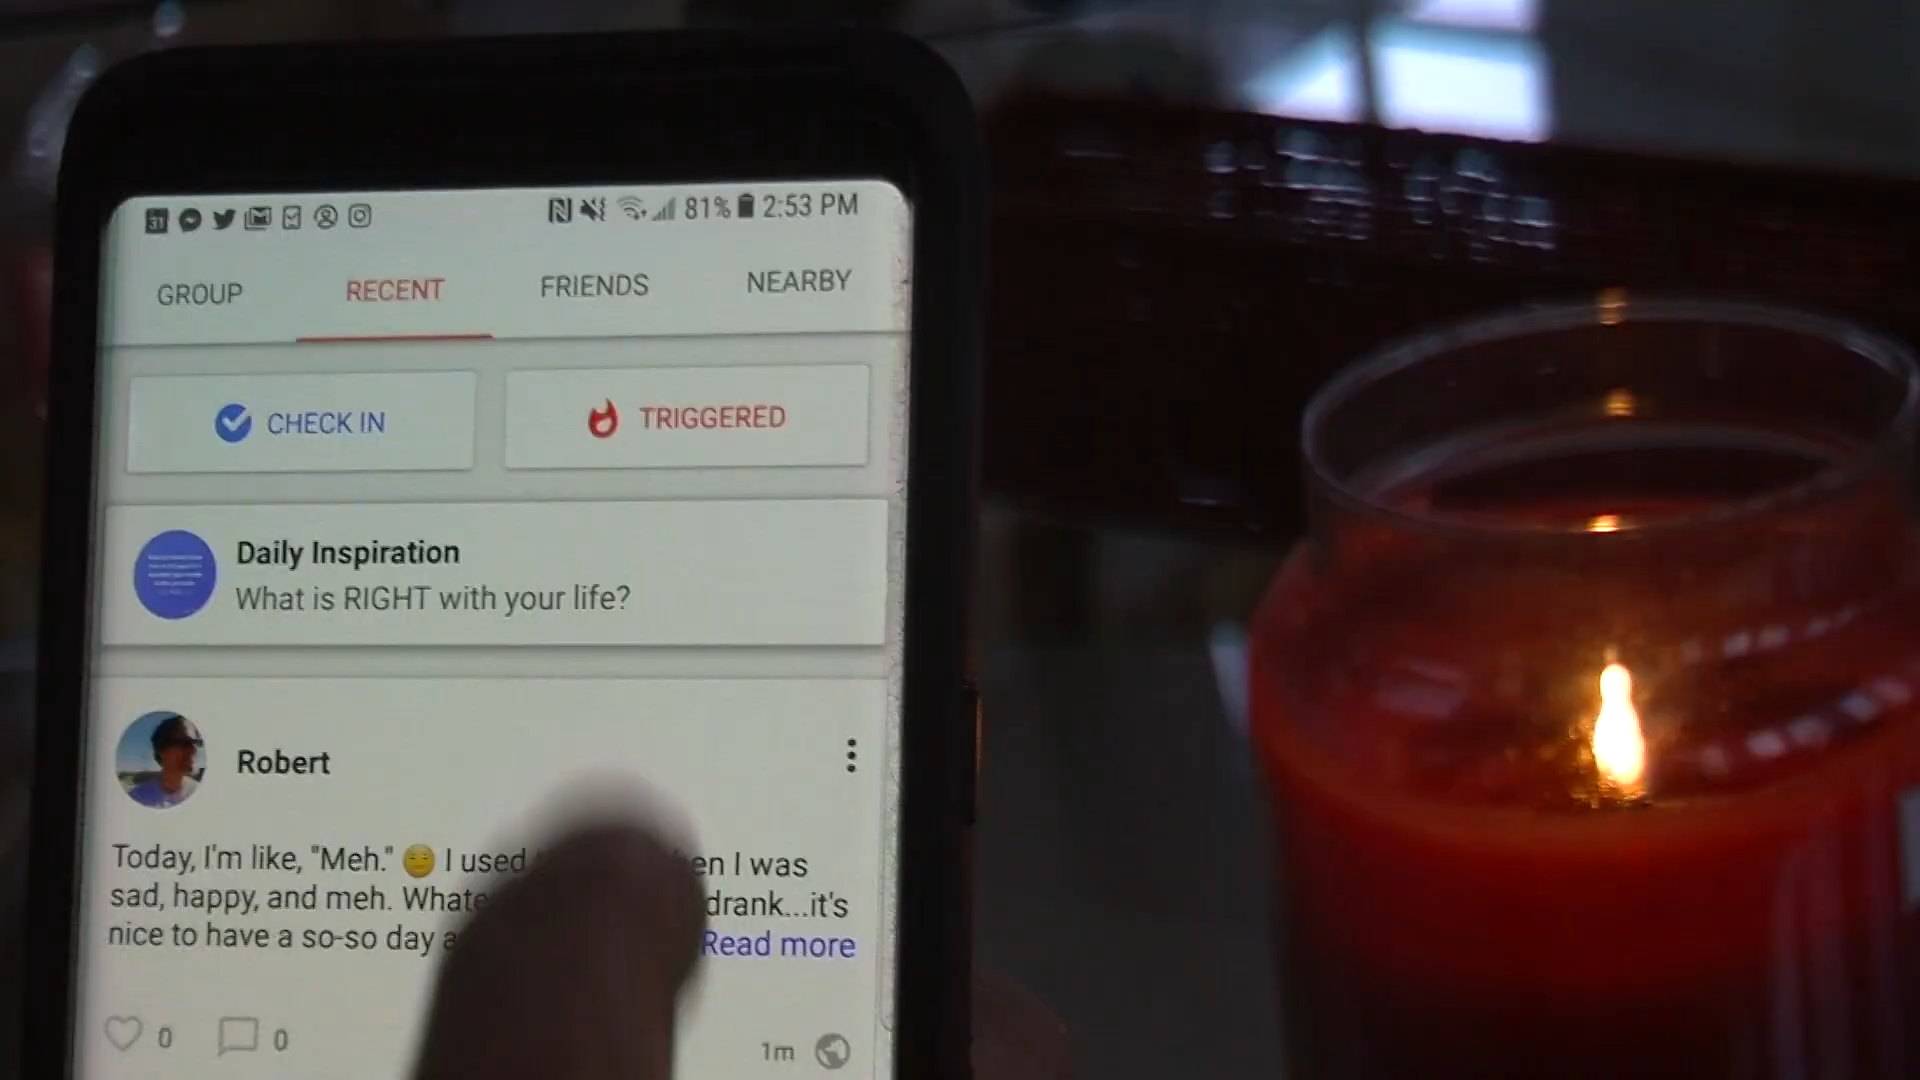 31
81% 2:53 PM
GROUP RECENT FRIENDS NEARBY
CHECK IN TRIGGERED
Daily Inspiration
What is RIGHT with your life?
Robert
Today, I'm like, "Meh." 😑 I used I was
sad, happy, and meh. drank...it's
nice to have a so-so day Read more
0 0 1m